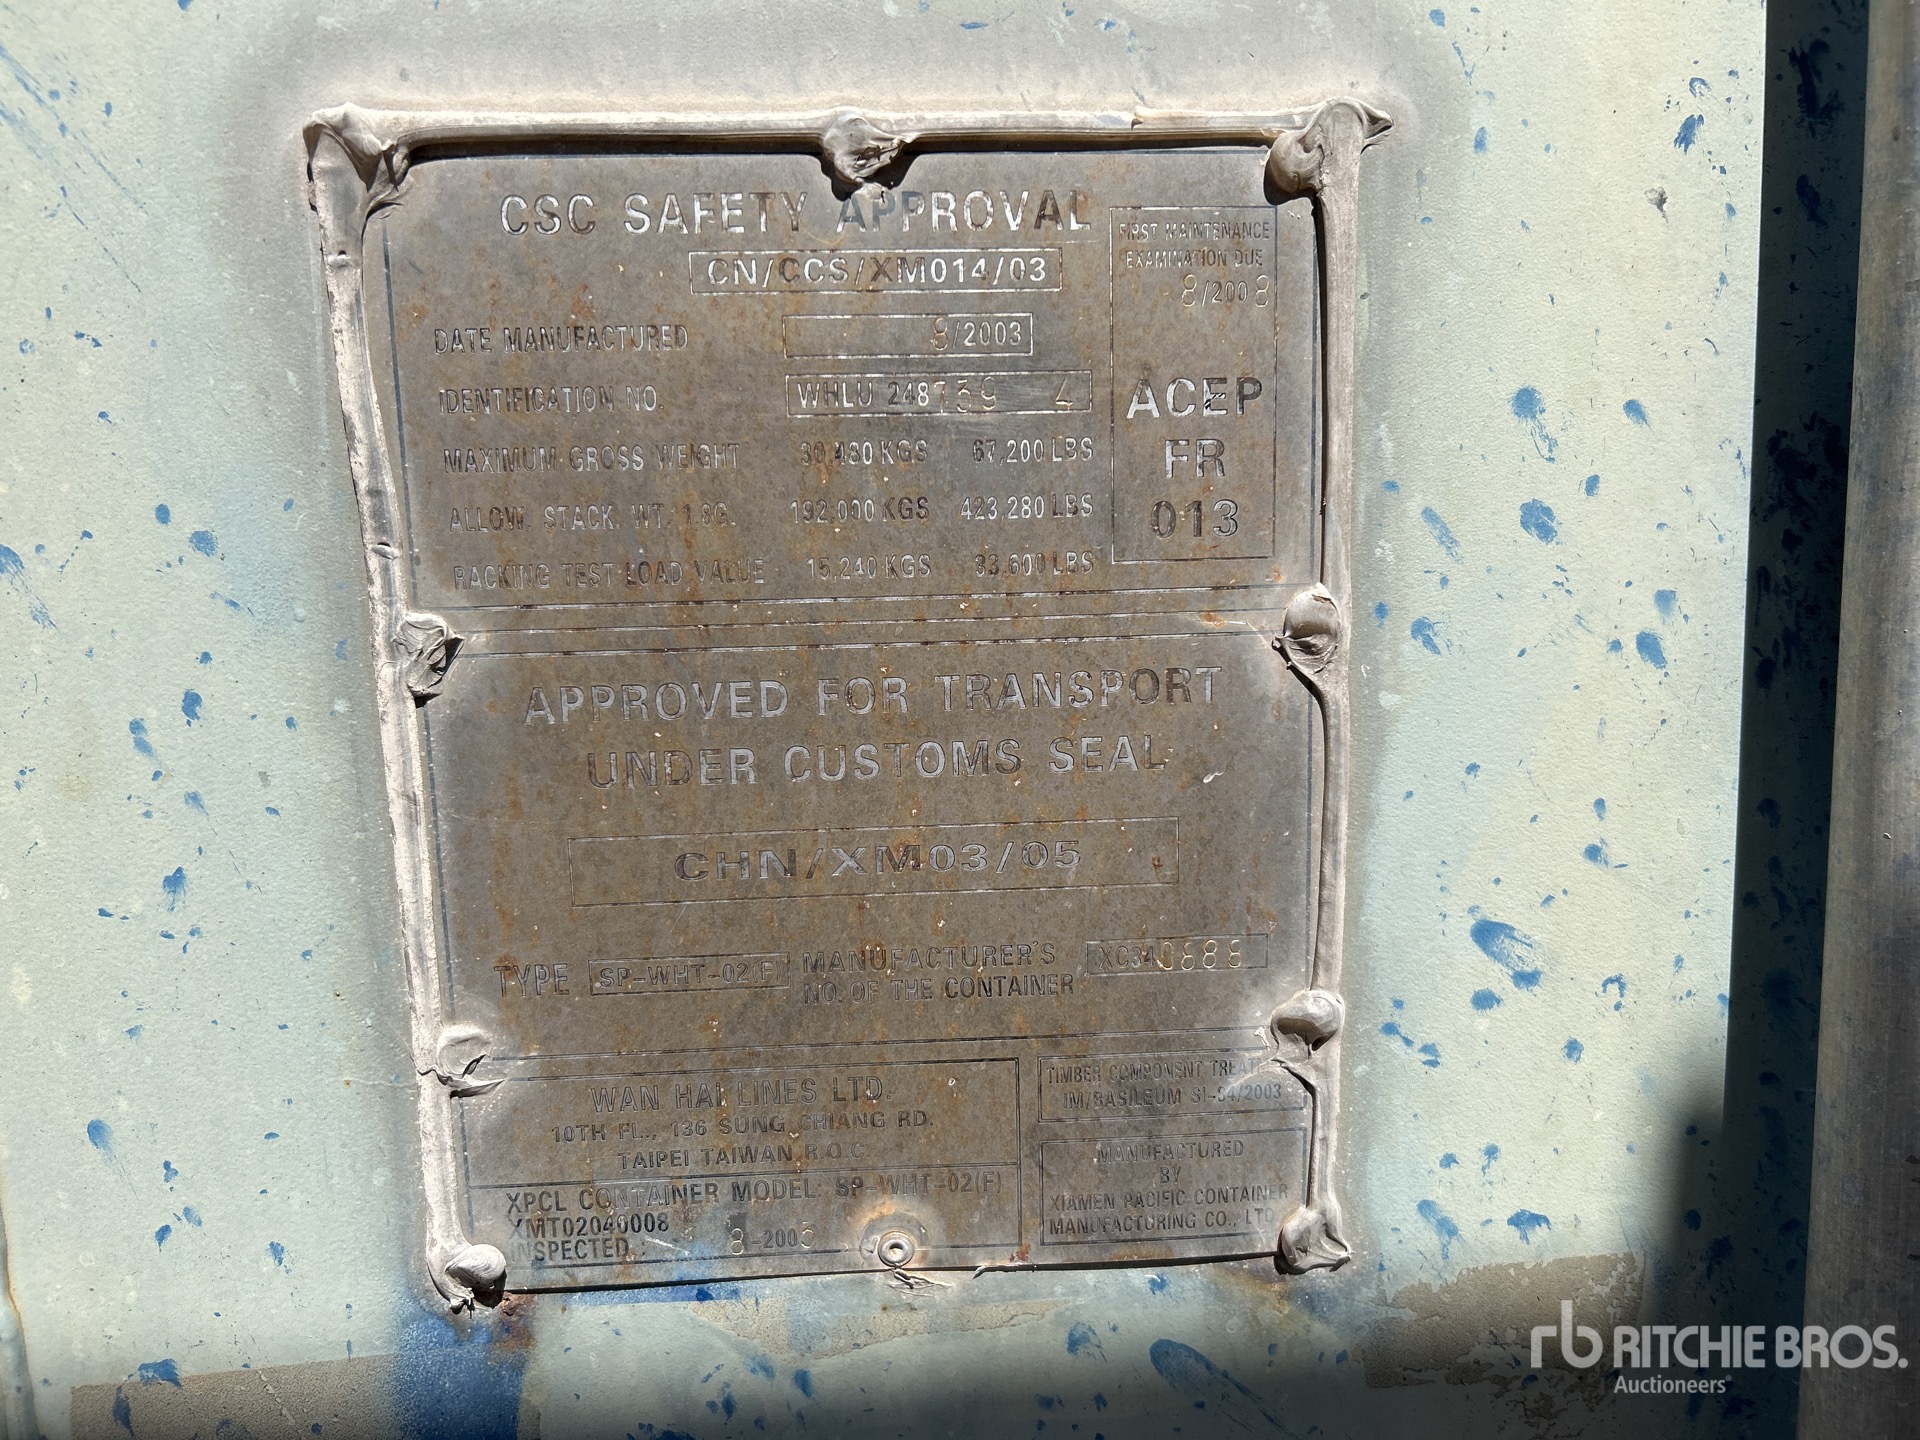 CSC SAFETY APPROVAL
CN/CCS/XM014/03
DATE MANUFACTURED 8/2003
IDENTIFICATION NO. WHLU 248739 4
MAXIMUM GROSS WEIGHT 30,480 KGS 67,200 LBS
ALLOW. STACK. WT. 1.8G. 192,000 KGS 423,280 LBS
RACKING TEST LOAD VALUE 15,240 KGS 33,600 LBS
FIRST MAINTENANCE
EXAMINATION DUE
8/2008
ACEP
FR
013
APPROVED FOR TRANSPORT
UNDER CUSTOMS SEAL
CHN/XM03/05
TYPE SP-WHT-02(F) MANUFACTURER'S
NO. OF THE CONTAINER XC340888
WAN HAI LINES LTD.
10TH FL., 136 SUNG CHIANG RD.
TAIPEI TAIWAN R.O.C.
XPCL CONTAINER MODEL: SP-WHT-02(F)
XMT02040008
INSPECTED : 8-2003
TIMBER COMPONENT
IM/BASILEUM SI-84/2003
MANUFACTURED
BY
XIAMEN PACIFIC CONTAINER
MANUFACTURING CO., LTD
rb RITCHIE BROS.
Auctioneers